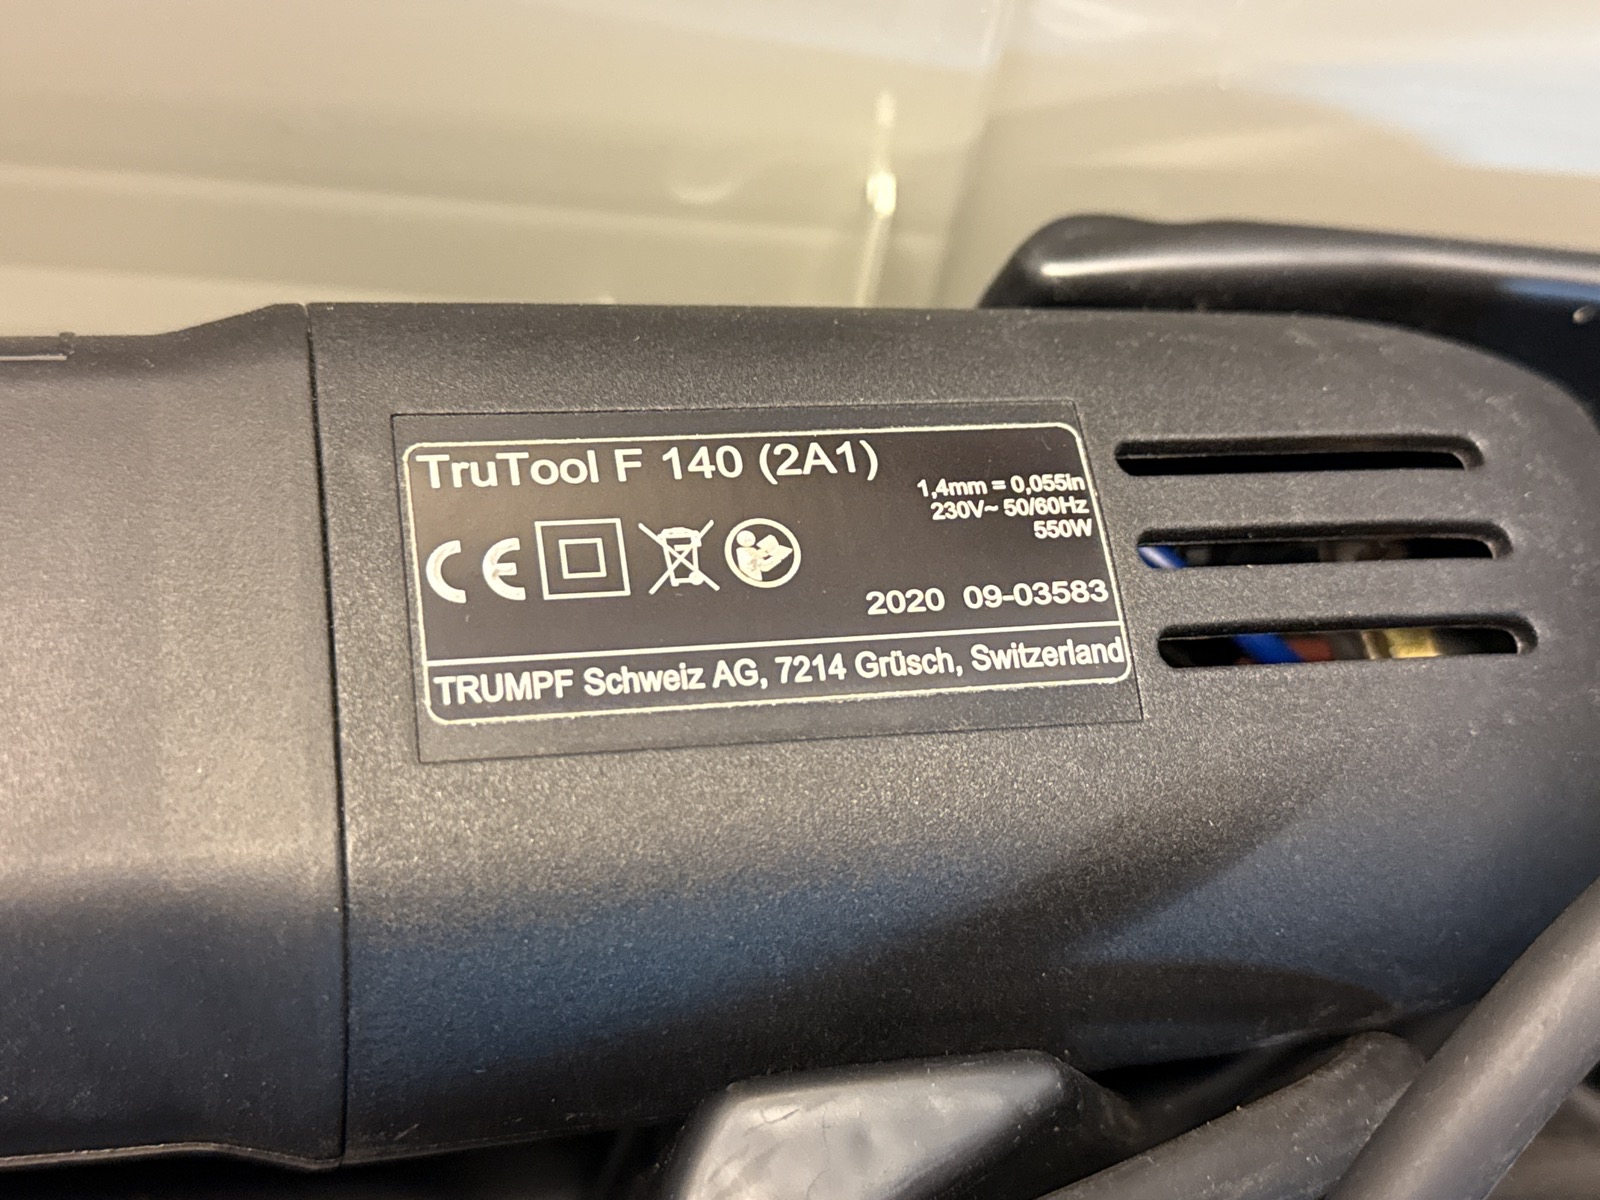 TruTool F 140 (2A1)
1,4mm = 0,055in
230V~ 50/60Hz
550W
CE
2020 09-03583
TRUMPF Schweiz AG, 7214 Grüsch, Switzerland